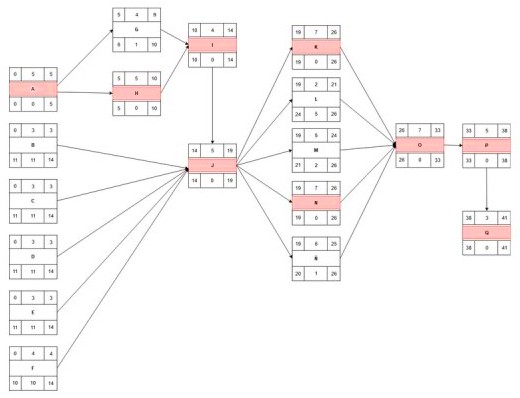 5 4 9
G
6 1 10
10 4 14
I
10 0 14
0 5 5
A
0 0 5
5 5 10
H
5 0 10
0 3 3
B
11 11 14
0 3 3
C
11 11 14
0 3 3
D
11 11 14
0 3 3
E
11 11 14
0 4 4
F
10 10 14
14 5 19
J
14 0 19
19 7 26
K
19 0 26
19 2 21
L
24 5 26
19 5 24
M
21 2 26
19 7 26
N
19 0 26
19 6 25
Ñ
20 1 26
26 7 33
O
26 0 33
33 5 38
P
33 0 38
38 3 41
Q
38 0 41